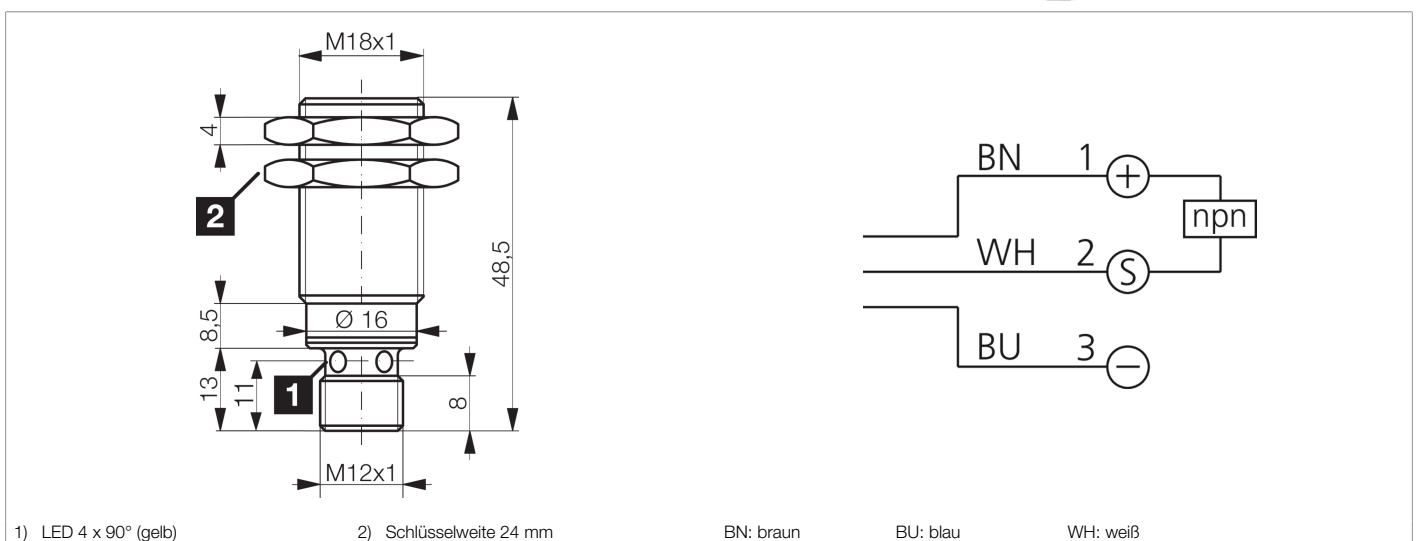 M18x1
4
2
48,5
8,5
Ø 16
13
11
1
8
M12x1
BN 1 +
npn
WH 2 S
BU 3 −
1) LED 4 x 90° (gelb)
2) Schlüsselweite 24 mm
BN: braun
BU: blau
WH: weiß